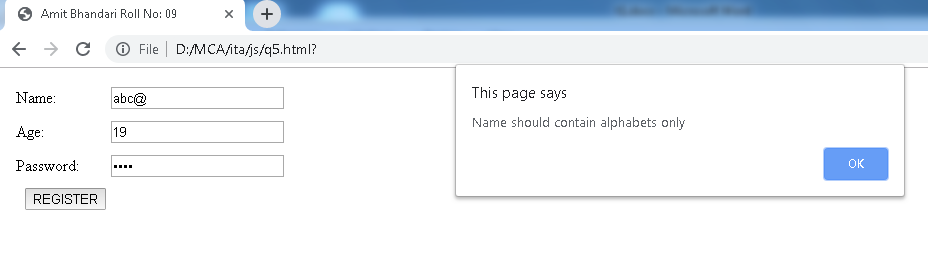 Amit Bhandari Roll No: 09
File | D:/MCA/ita/js/q5.html?
This page says
Name should contain alphabets only
OK
Name: abc@
Age: 19
Password: ••••
REGISTER